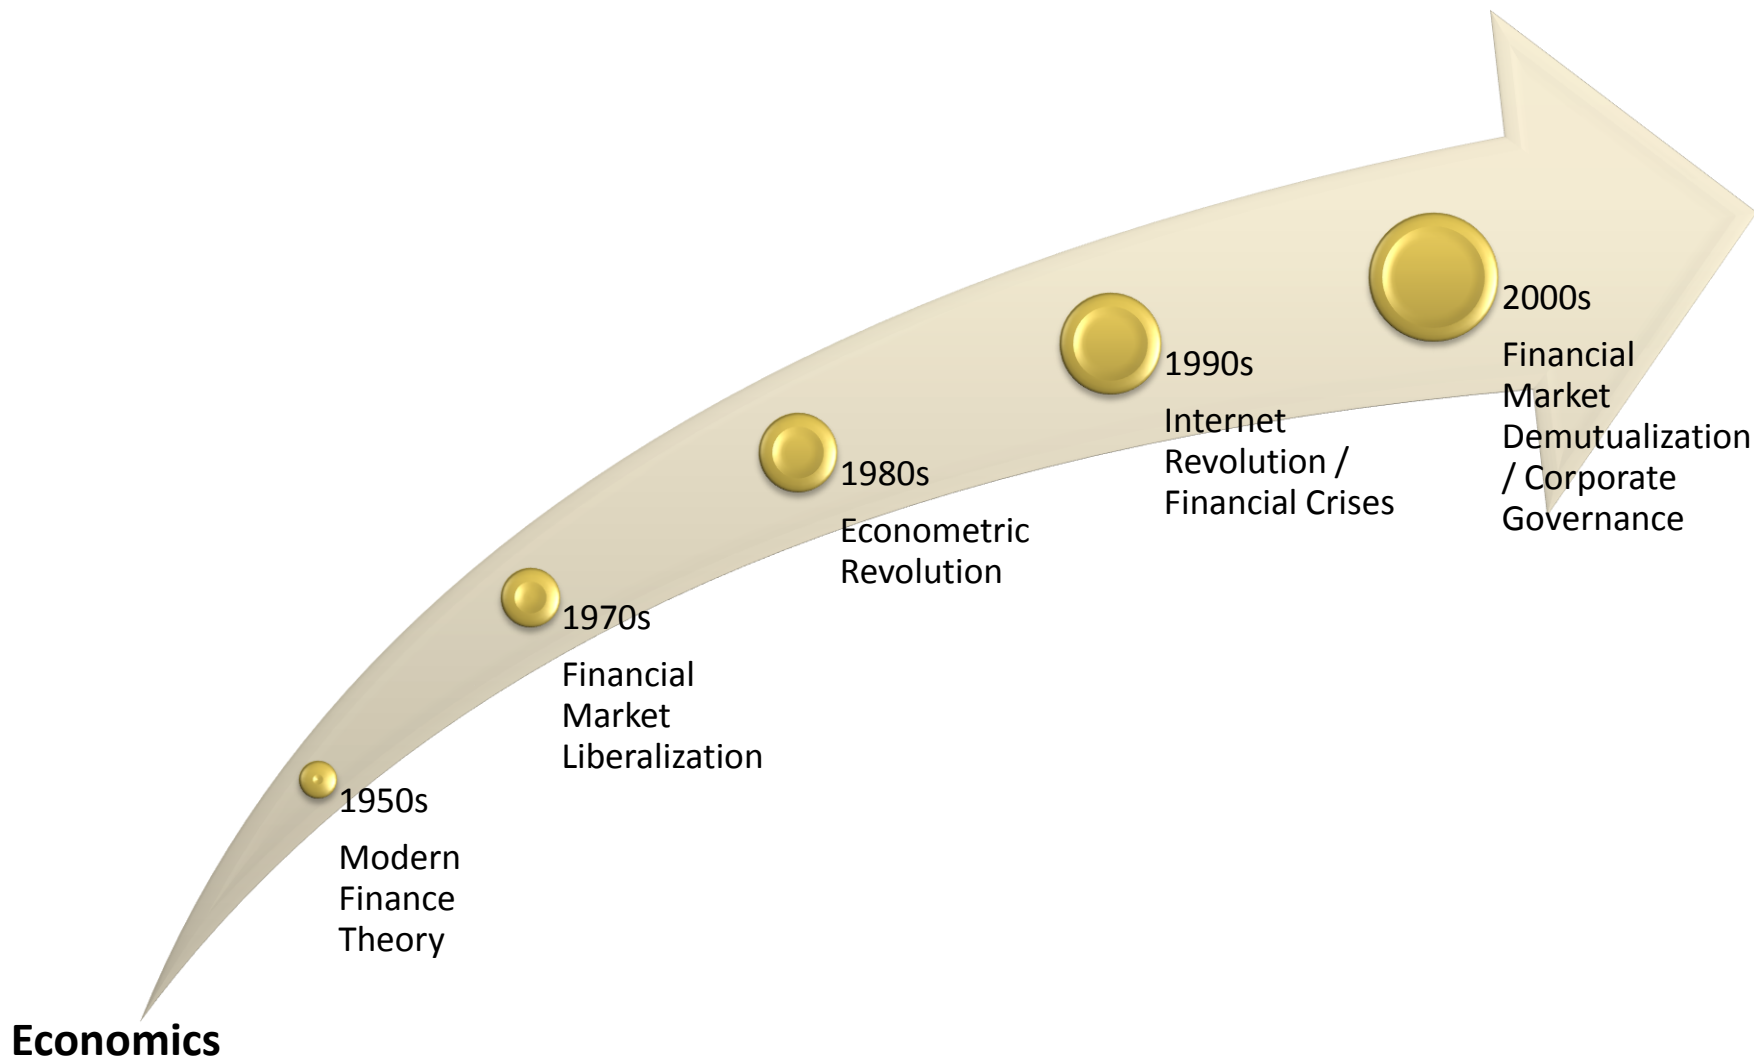 2000s
Financial
Market
Demutualization
/ Corporate
Governance
1990s
Internet
Revolution /
Financial Crises
1980s
Econometric
Revolution
1970s
Financial
Market
Liberalization
1950s
Modern
Finance
Theory
Economics